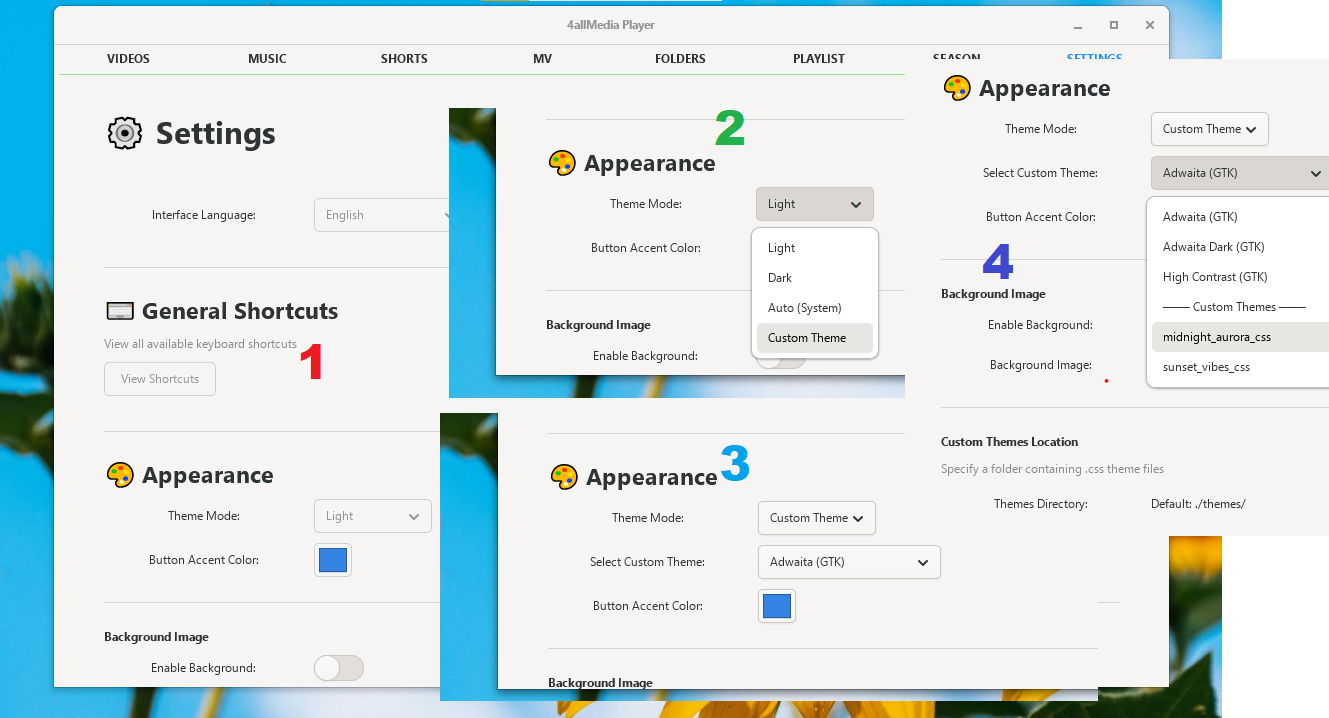 4allMedia Player
VIDEOS MUSIC SHORTS MV FOLDERS PLAYLIST SEASON SETTINGS
Settings
Interface Language: English
General Shortcuts
View all available keyboard shortcuts
View Shortcuts
1
Appearance
Theme Mode: Light
Button Accent Color:
Background Image
Enable Background:
2
Appearance
Theme Mode: Light
Button Accent Color:
Light
Dark
Auto (System)
Custom Theme
Background Image
Enable Background:
3
Appearance
Theme Mode: Custom Theme
Select Custom Theme: Adwaita (GTK)
Button Accent Color:
Background Image
Appearance
Theme Mode: Custom Theme
Select Custom Theme: Adwaita (GTK)
Button Accent Color:
Adwaita (GTK)
Adwaita Dark (GTK)
High Contrast (GTK)
—— Custom Themes ——
midnight_aurora_css
sunset_vibes_css
4
Background Image
Enable Background:
Background Image:
Custom Themes Location
Specify a folder containing .css theme files
Themes Directory: Default: ./themes/